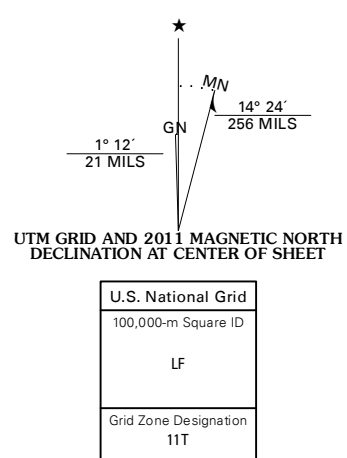 ★
MN
GN
1° 12´
21 MILS
14° 24´
256 MILS
UTM GRID AND 2011 MAGNETIC NORTH
DECLINATION AT CENTER OF SHEET
U.S. National Grid
100,000-m Square ID
LF
Grid Zone Designation
11T